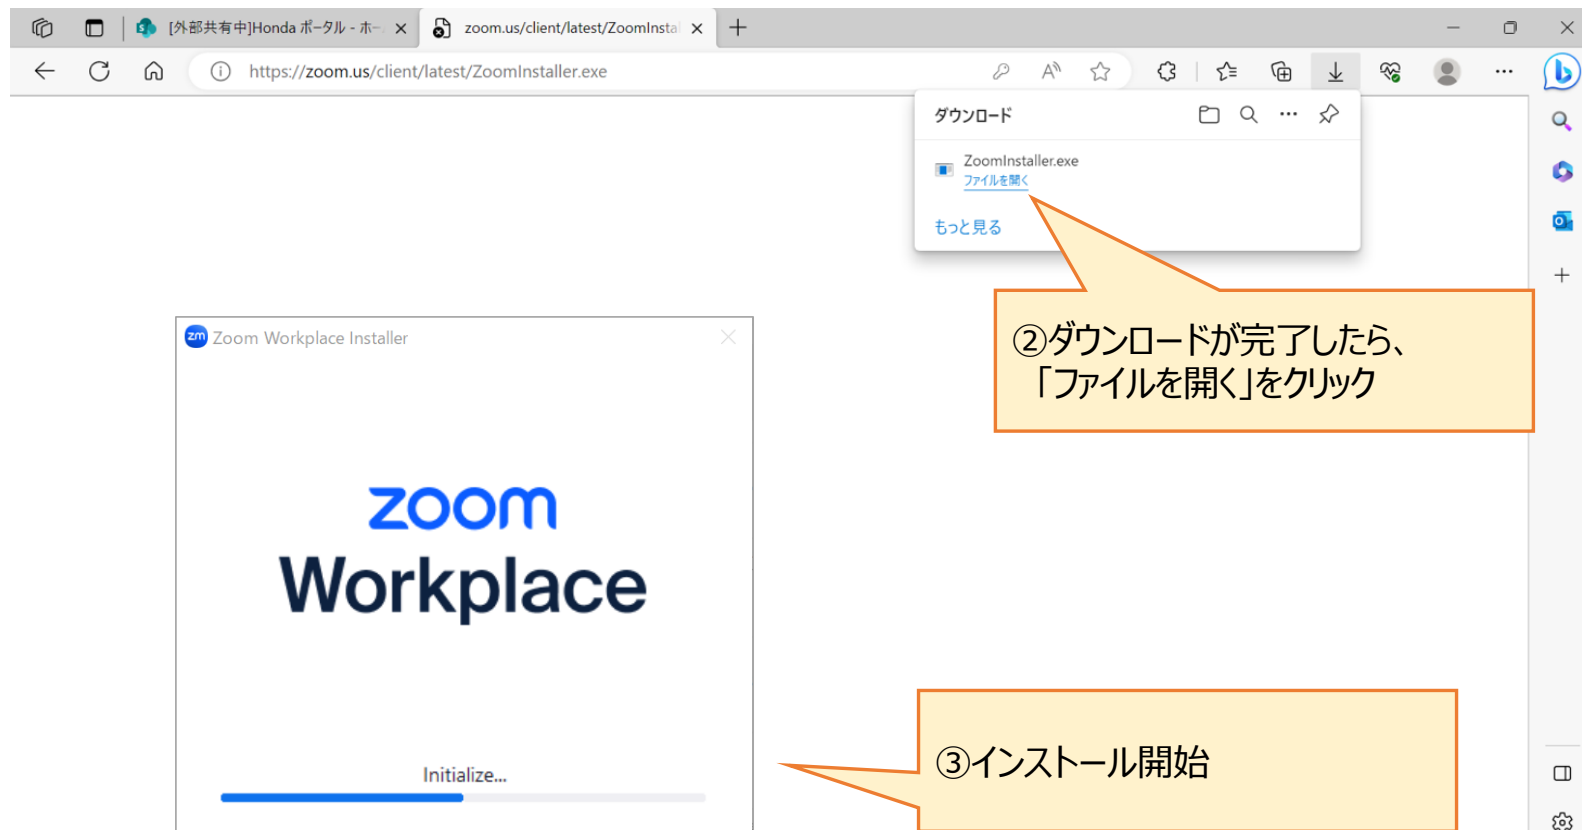 [外部共有中]Honda ポータル - ホー
zoom.us/client/latest/ZoomInstal
https://zoom.us/client/latest/ZoomInstaller.exe
ダウンロード
ZoomInstaller.exe
ファイルを開く
もっと見る
②ダウンロードが完了したら、
「ファイルを開く」をクリック
zm Zoom Workplace Installer
zoom
Workplace
Initialize...
③インストール開始